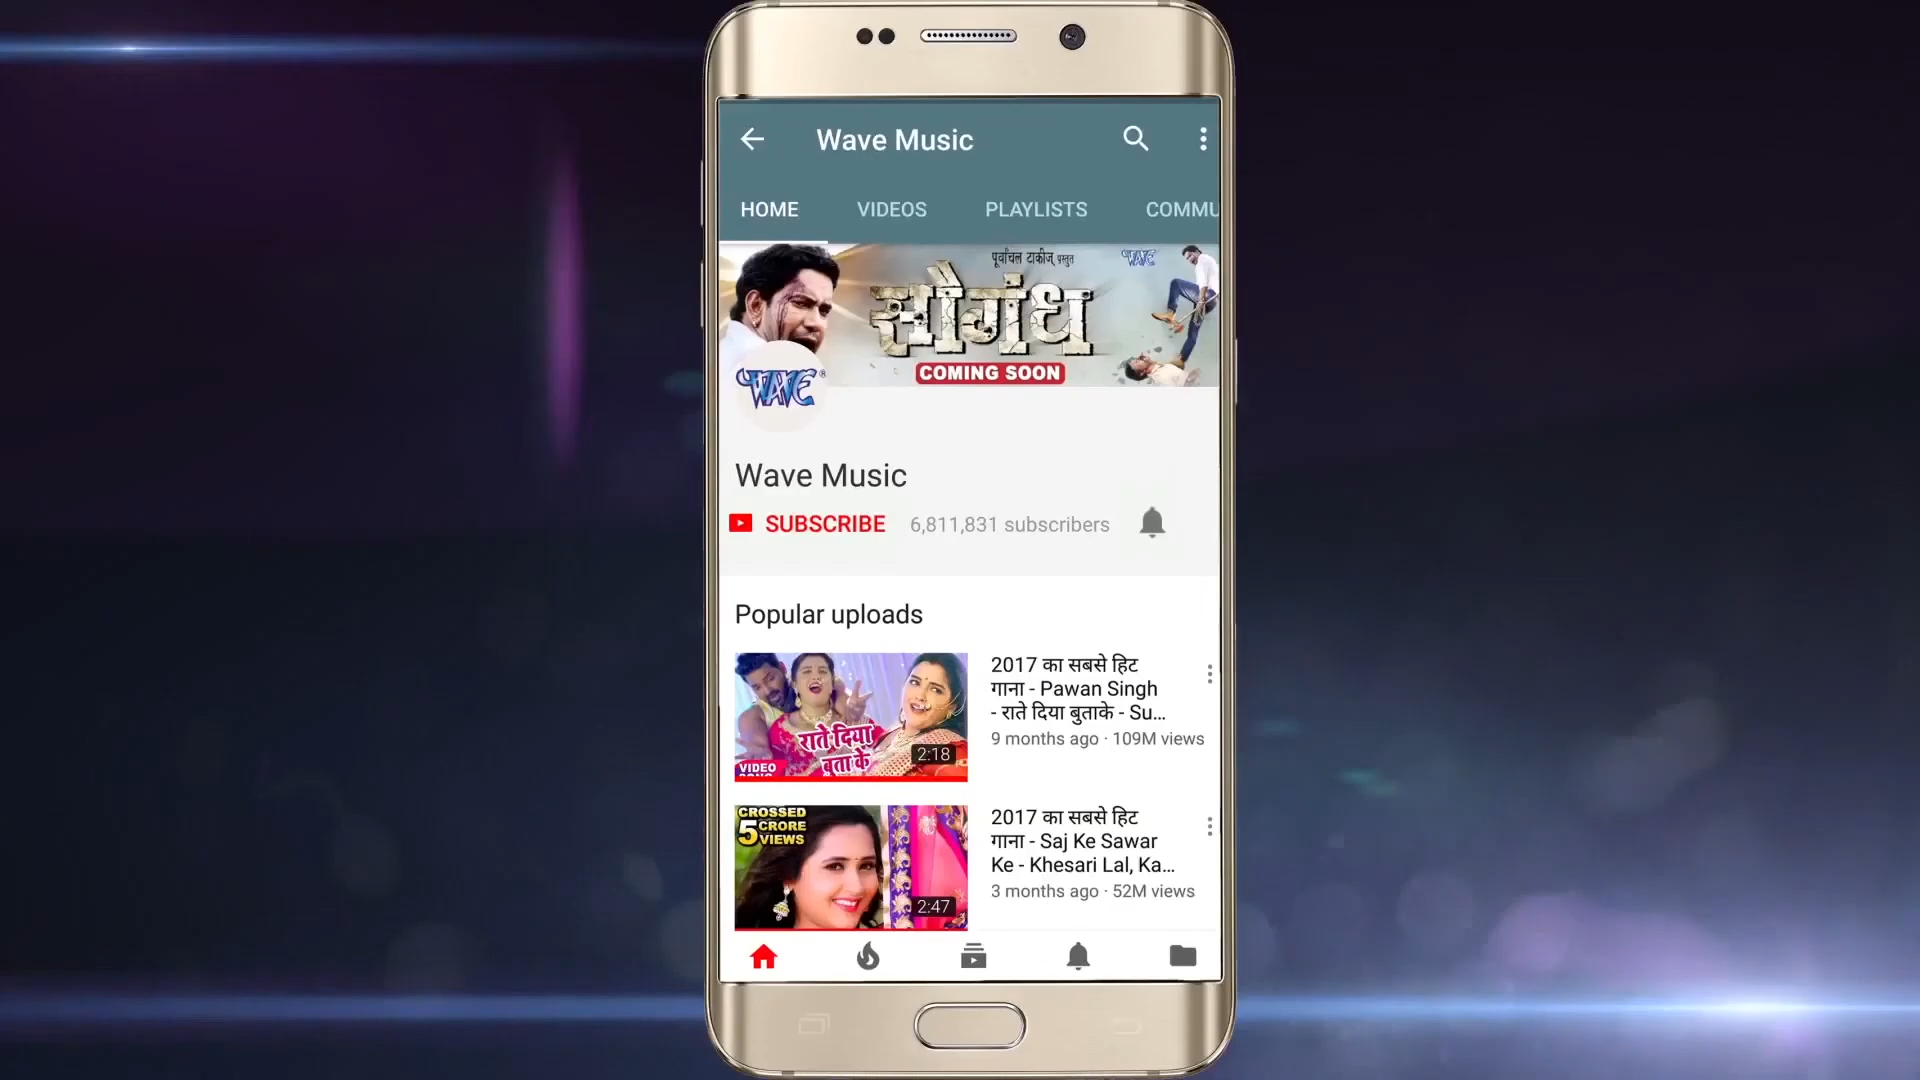 Wave Music
HOME VIDEOS PLAYLISTS COMMU
पूर्वांचल टाकीज् प्रस्तुत
WAVE
सौगंध
COMING SOON
WAVE®
Wave Music
SUBSCRIBE 6,811,831 subscribers
Popular uploads
राते दिया
बुता के
VIDEO
SONG
2:18
2017 का सबसे हिट
गाना - Pawan Singh
- राते दिया बुताके - Su...
9 months ago · 109M views
CROSSED
5 CRORE
VIEWS
2:47
2017 का सबसे हिट
गाना - Saj Ke Sawar
Ke - Khesari Lal, Ka...
3 months ago · 52M views